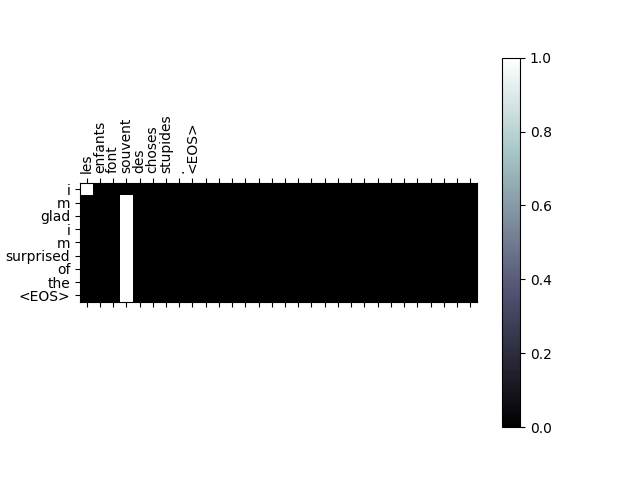 les
enfants
font
souvent
des
choses
stupides
.
<EOS>
i
m
glad
i
m
surprised
of
the
<EOS>
1.0
0.8
0.6
0.4
0.2
0.0